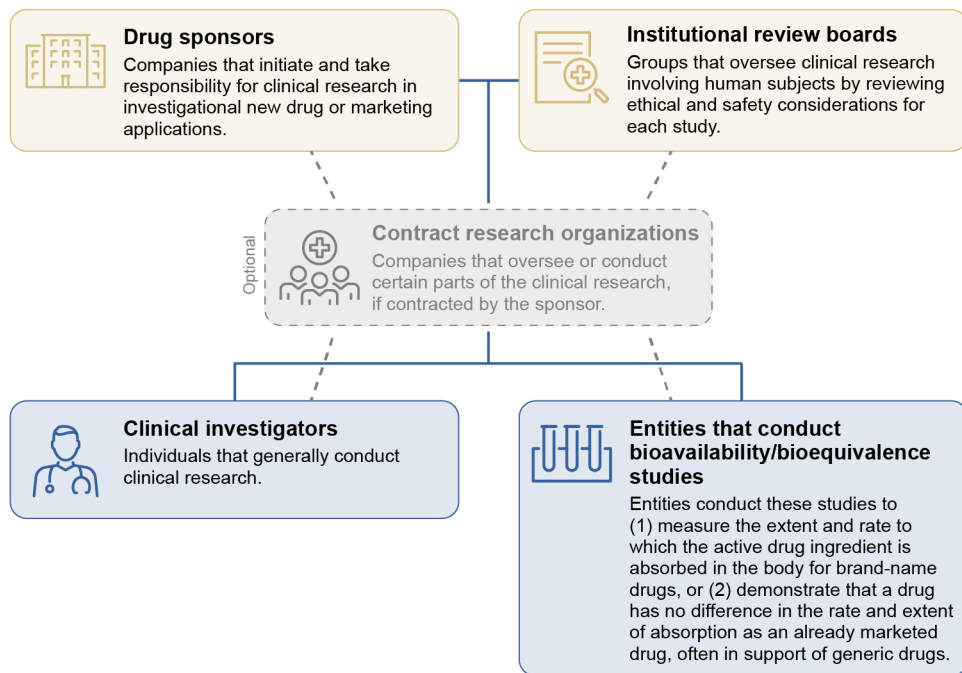 Drug sponsors
Companies that initiate and take
responsibility for clinical research in
investigational new drug or marketing
applications.
Institutional review boards
Groups that oversee clinical research
involving human subjects by reviewing
ethical and safety considerations for
each study.
Optional
Contract research organizations
Companies that oversee or conduct
certain parts of the clinical research,
if contracted by the sponsor.
Clinical investigators
Individuals that generally conduct
clinical research.
Entities that conduct
bioavailability/bioequivalence
studies
Entities conduct these studies to
(1) measure the extent and rate to
which the active drug ingredient is
absorbed in the body for brand-name
drugs, or (2) demonstrate that a drug
has no difference in the rate and extent
of absorption as an already marketed
drug, often in support of generic drugs.